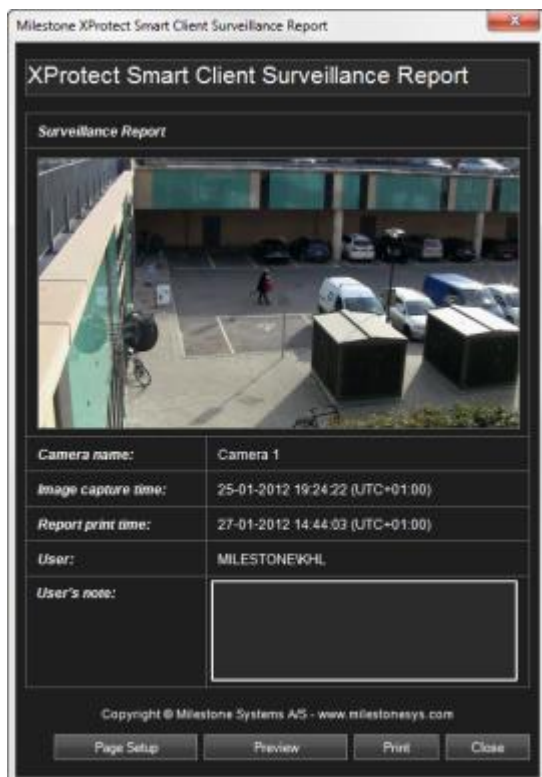 Milestone XProtect Smart Client Surveillance Report
XProtect Smart Client Surveillance Report
Surveillance Report
Camera name: Camera 1
Image capture time: 25-01-2012 19:24:22 (UTC+01:00)
Report print time: 27-01-2012 14:44:03 (UTC+01:00)
User: MILESTONE\KHL
User's note:
Copyright © Milestone Systems A/S - www.milestonesys.com
Page Setup Preview Print Close